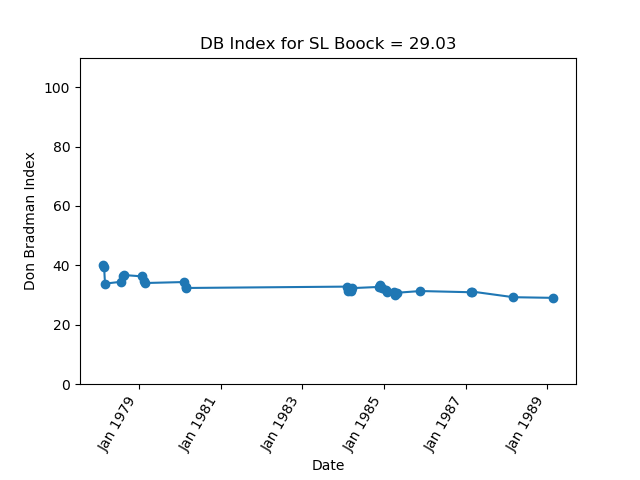 DB Index for SL Boock = 29.03
Don Bradman Index
100
80
60
40
20
0
Jan 1979
Jan 1981
Jan 1983
Jan 1985
Jan 1987
Jan 1989
Date